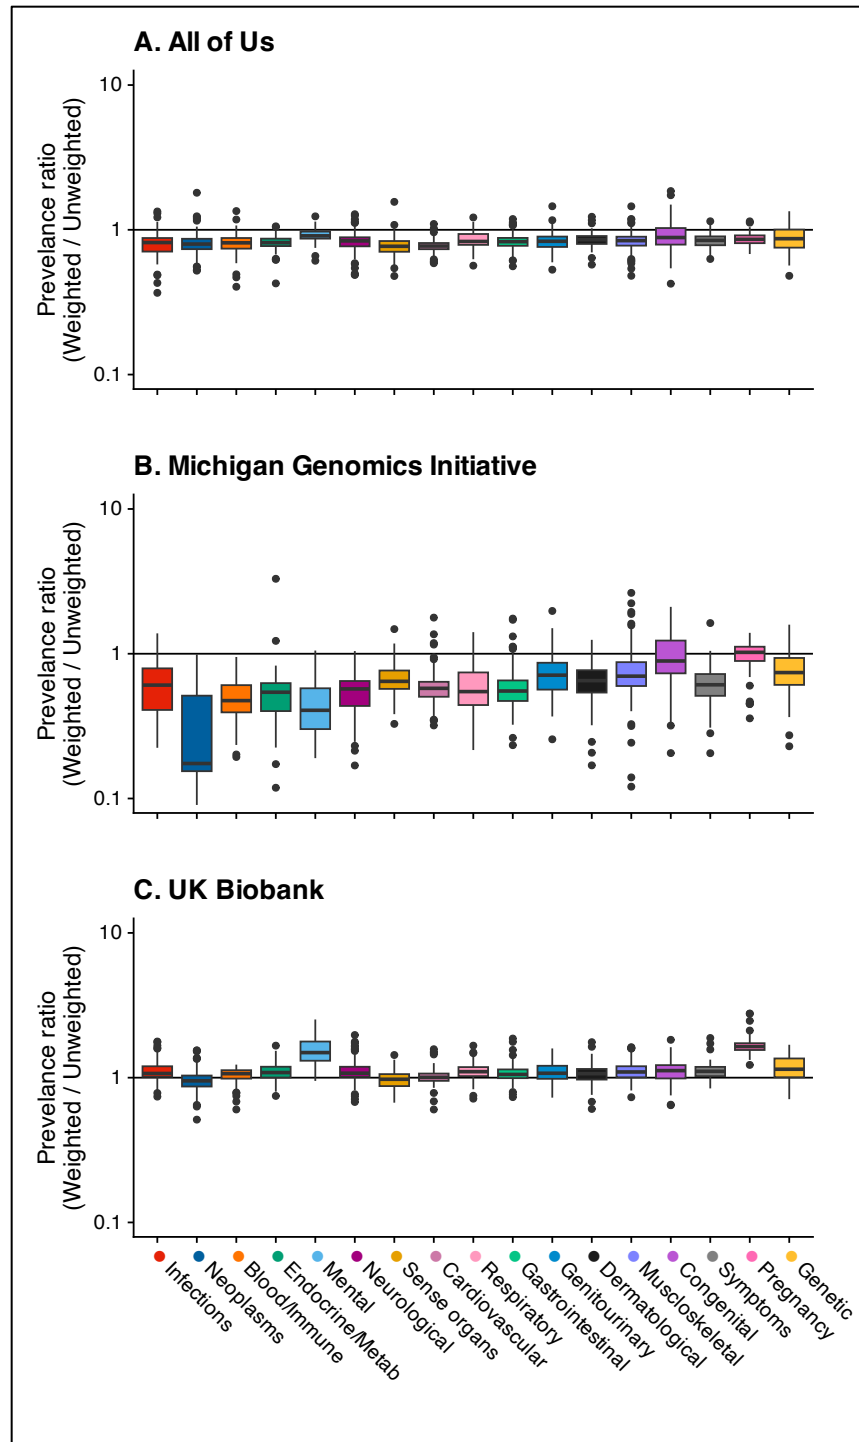 A. All of Us
10
1
0.1
Prevelance ratio
(Weighted / Unweighted)
B. Michigan Genomics Initiative
10
1
0.1
Prevelance ratio
(Weighted / Unweighted)
C. UK Biobank
10
1
0.1
Prevelance ratio
(Weighted / Unweighted)
Infections
Neoplasms
Blood/Immune
Endocrine/Metab
Mental
Neurological
Sense organs
Cardiovascular
Respiratory
Gastrointestinal
Genitourinary
Dermatological
Muscloskeletal
Congenital
Symptoms
Pregnancy
Genetic